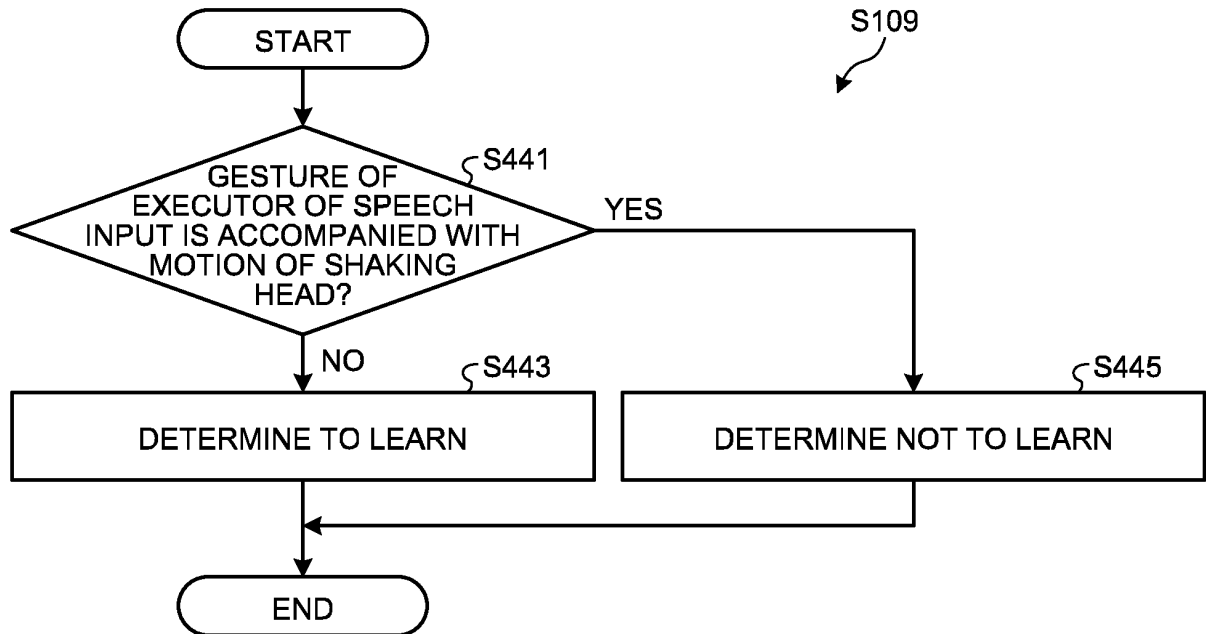 START
S109
S441
GESTURE OF
EXECUTOR OF SPEECH
INPUT IS ACCOMPANIED WITH
MOTION OF SHAKING
HEAD?
YES
NO
S443
S445
DETERMINE TO LEARN
DETERMINE NOT TO LEARN
END